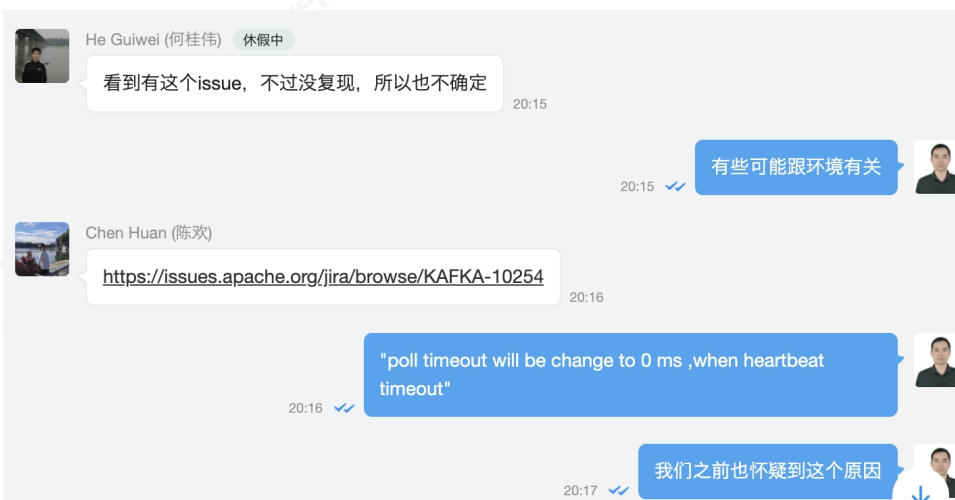 He Guiwei (何桂伟) 休假中
看到有这个issue，不过没复现，所以也不确定
20:15
有些可能跟环境有关
20:15
Chen Huan (陈欢)
https://issues.apache.org/jira/browse/KAFKA-10254
20:16
"poll timeout will be change to 0 ms ,when heartbeat
timeout"
20:16
我们之前也怀疑到这个原因
20:17